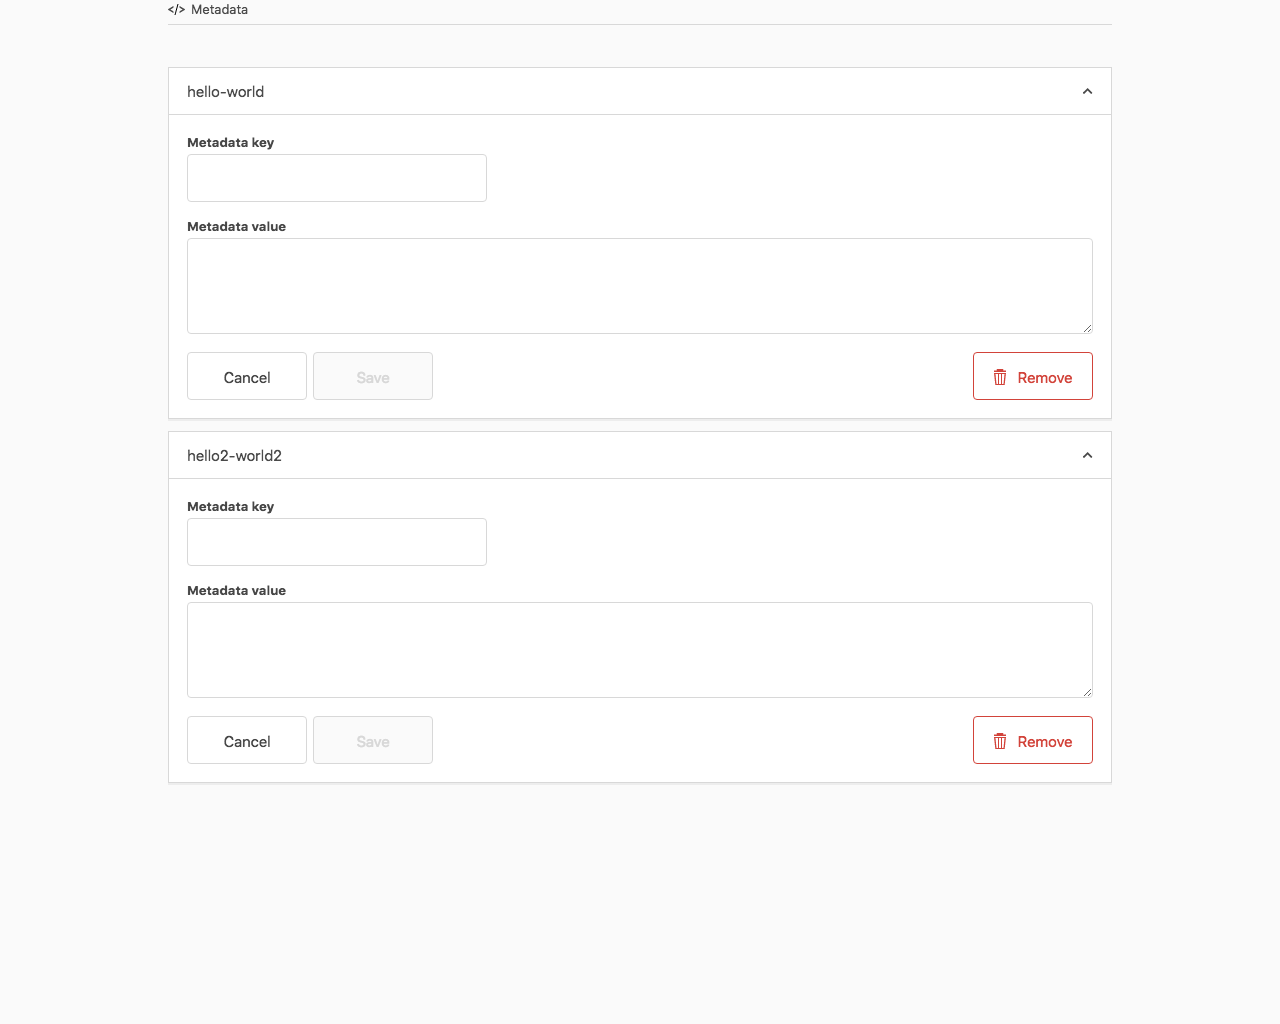 </> Metadata
hello-world
Metadata key
Metadata value
Cancel
Save
Remove
hello2-world2
Metadata key
Metadata value
Cancel
Save
Remove